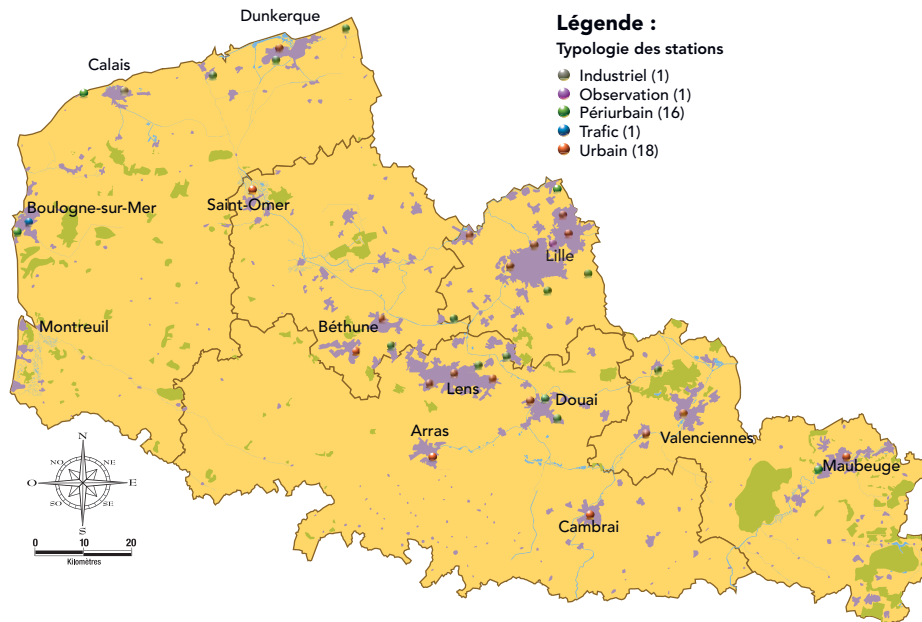 Dunkerque
Calais
Légende :
Typologie des stations
Industriel (1)
Observation (1)
Périurbain (16)
Trafic (1)
Urbain (18)
Boulogne-sur-Mer
Saint-Omer
Lille
Montreuil
Béthune
Lens
Douai
Arras
Valenciennes
Maubeuge
Cambrai
N
NO
NE
O
E
SO
SE
S
0 10 20
Kilomètres